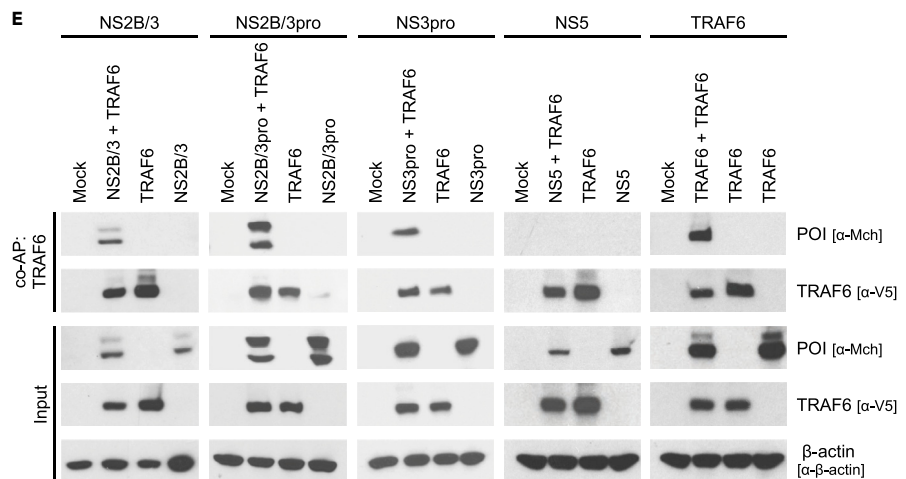 E
NS2B/3
NS2B/3pro
NS3pro
NS5
TRAF6
Mock
NS2B/3 + TRAF6
TRAF6
NS2B/3
Mock
NS2B/3pro + TRAF6
TRAF6
NS2B/3pro
Mock
NS3pro + TRAF6
TRAF6
NS3pro
Mock
NS5 + TRAF6
TRAF6
NS5
Mock
TRAF6 + TRAF6
TRAF6
TRAF6
co-AP:
TRAF6
POI [α-Mch]
TRAF6 [α-V5]
Input
POI [α-Mch]
TRAF6 [α-V5]
β-actin
[α-β-actin]